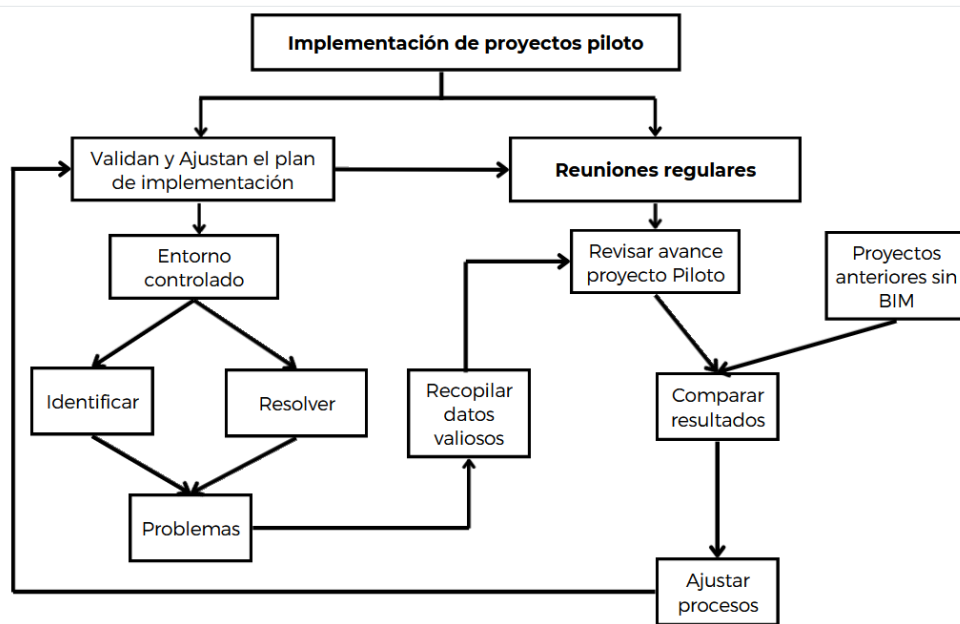 Implementación de proyectos piloto
Validan y Ajustan el plan
de implementación
Reuniones regulares
Entorno
controlado
Revisar avance
proyecto Piloto
Proyectos
anteriores sin
BIM
Identificar
Resolver
Recopilar
datos
valiosos
Comparar
resultados
Problemas
Ajustar
procesos